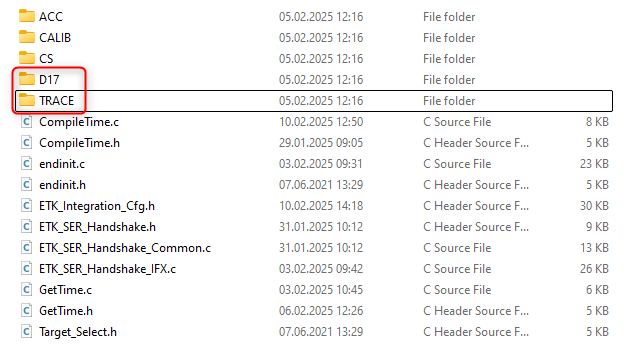 ACC 05.02.2025 12:16 File folder
CALIB 05.02.2025 12:16 File folder
CS 05.02.2025 12:16 File folder
D17 05.02.2025 12:16 File folder
TRACE 05.02.2025 12:16 File folder
CompileTime.c 10.02.2025 12:50 C Source File 8 KB
CompileTime.h 29.01.2025 09:05 C Header Source F... 5 KB
endinit.c 03.02.2025 09:31 C Source File 23 KB
endinit.h 07.06.2021 13:29 C Header Source F... 5 KB
ETK_Integration_Cfg.h 10.02.2025 14:18 C Header Source F... 30 KB
ETK_SER_Handshake.h 31.01.2025 10:12 C Header Source F... 9 KB
ETK_SER_Handshake_Common.c 31.01.2025 10:12 C Source File 13 KB
ETK_SER_Handshake_IFX.c 03.02.2025 09:42 C Source File 26 KB
GetTime.c 03.02.2025 10:45 C Source File 6 KB
GetTime.h 06.02.2025 12:26 C Header Source F... 5 KB
Target_Select.h 07.06.2021 13:29 C Header Source F... 5 KB